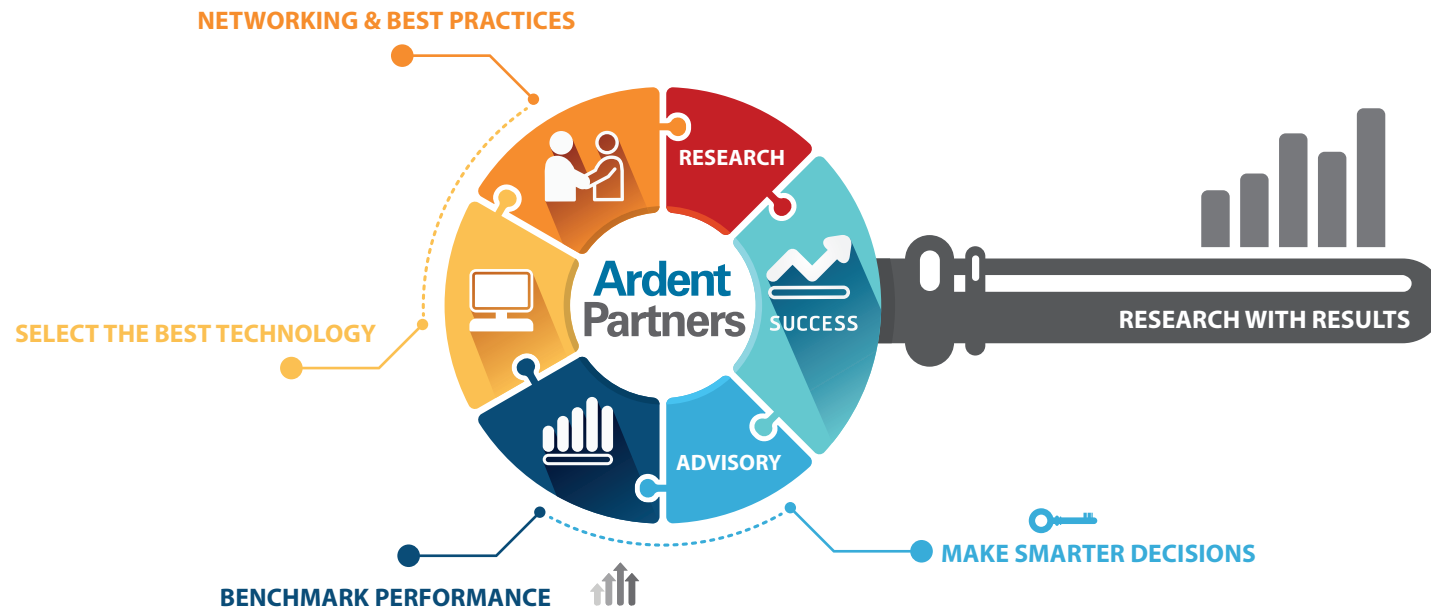 NETWORKING & BEST PRACTICES
RESEARCH
Ardent
Partners
SUCCESS
RESEARCH WITH RESULTS
SELECT THE BEST TECHNOLOGY
ADVISORY
MAKE SMARTER DECISIONS
BENCHMARK PERFORMANCE